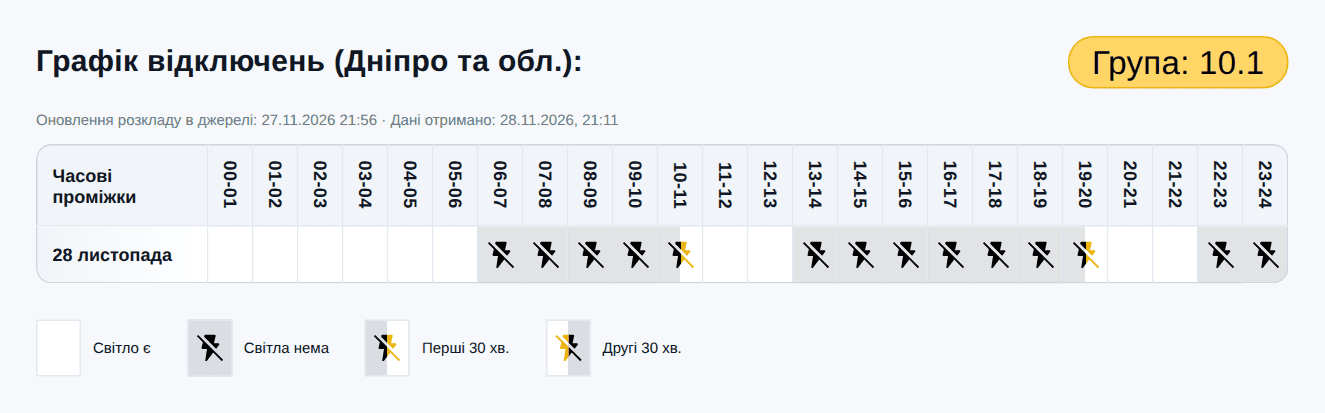 Графік відключень (Дніпро та обл.):
Група: 10.1
Оновлення розкладу в джерелі: 27.11.2026 21:56 · Дані отримано: 28.11.2026, 21:11
Часові проміжки 00-01 01-02 02-03 03-04 04-05 05-06 06-07 07-08 08-09 09-10 10-11 11-12 12-13 13-14 14-15 15-16 16-17 17-18 18-19 19-20 20-21 21-22 22-23 23-24
28 листопада
Світло є Світла нема Перші 30 хв. Другі 30 хв.